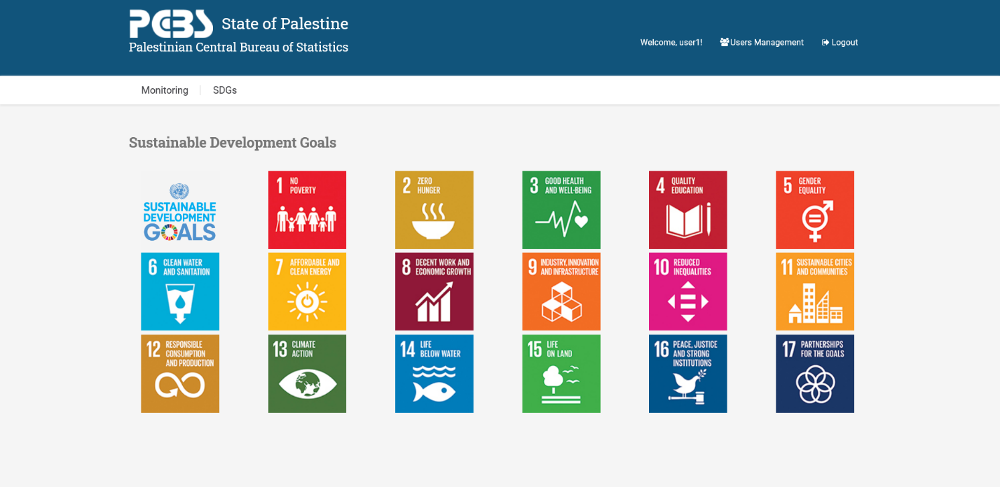 PCBS State of Palestine
Palestinian Central Bureau of Statistics
Welcome, user1! Users Management Logout
Monitoring SDGs
Sustainable Development Goals
SUSTAINABLE
DEVELOPMENT
GOALS
1 NO
POVERTY
2 ZERO
HUNGER
3 GOOD HEALTH
AND WELL-BEING
4 QUALITY
EDUCATION
5 GENDER
EQUALITY
6 CLEAN WATER
AND SANITATION
7 AFFORDABLE AND
CLEAN ENERGY
8 DECENT WORK AND
ECONOMIC GROWTH
9 INDUSTRY, INNOVATION
AND INFRASTRUCTURE
10 REDUCED
INEQUALITIES
11 SUSTAINABLE CITIES
AND COMMUNITIES
12 RESPONSIBLE
CONSUMPTION
AND PRODUCTION
13 CLIMATE
ACTION
14 LIFE
BELOW WATER
15 LIFE
ON LAND
16 PEACE, JUSTICE
AND STRONG
INSTITUTIONS
17 PARTNERSHIPS
FOR THE GOALS